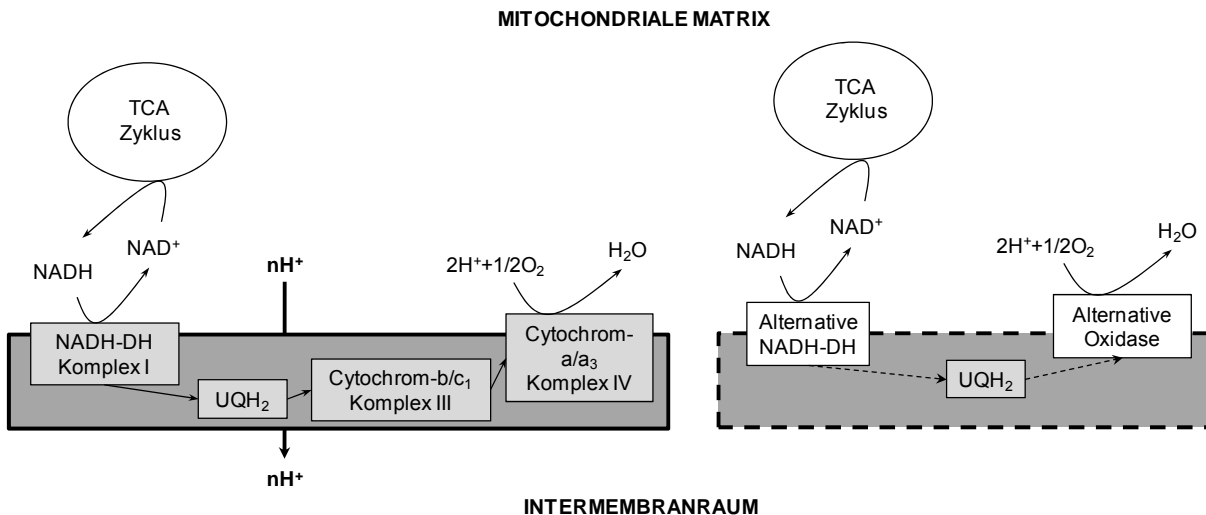 MITOCHONDRIALE MATRIX
TCA
Zyklus
NADH
NAD⁺
nH⁺
2H⁺+1/2O₂
H₂O
NADH-DH
Komplex I
UQH₂
Cytochrom-b/c₁
Komplex III
Cytochrom-
a/a₃
Komplex IV
nH⁺
TCA
Zyklus
NADH
NAD⁺
2H⁺+1/2O₂
H₂O
Alternative
NADH-DH
UQH₂
Alternative
Oxidase
INTERMEMBRANRAUM